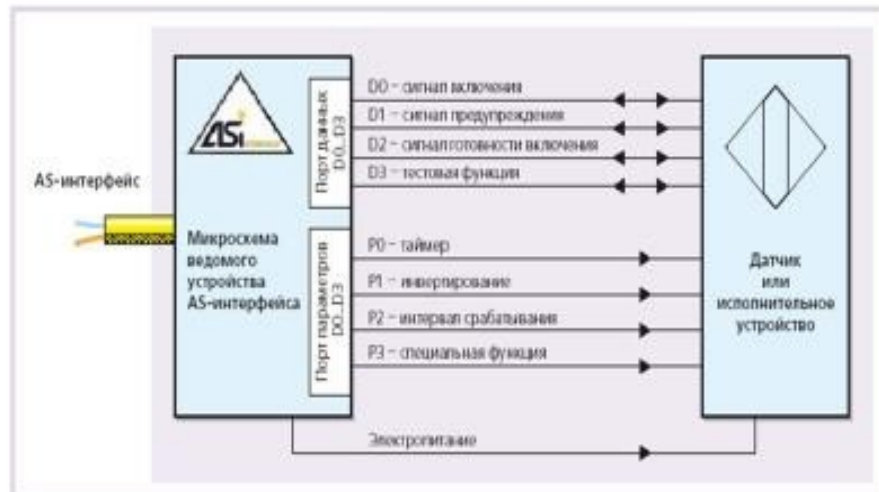 AS-интерфейс
ASi
Микросхема
ведомого
устройства
AS-интерфейса
Порт данных
D0...D3
Порт параметров
D0...D3
D0 – сигнал включения
D1 – сигнал предупреждения
D2 – сигнал готовности включения
D3 – тестовая функция
P0 – таймер
P1 – инвертирование
P2 – интервал срабатывания
P3 – специальная функция
Электропитание
Датчик
или
исполнительное
устройство